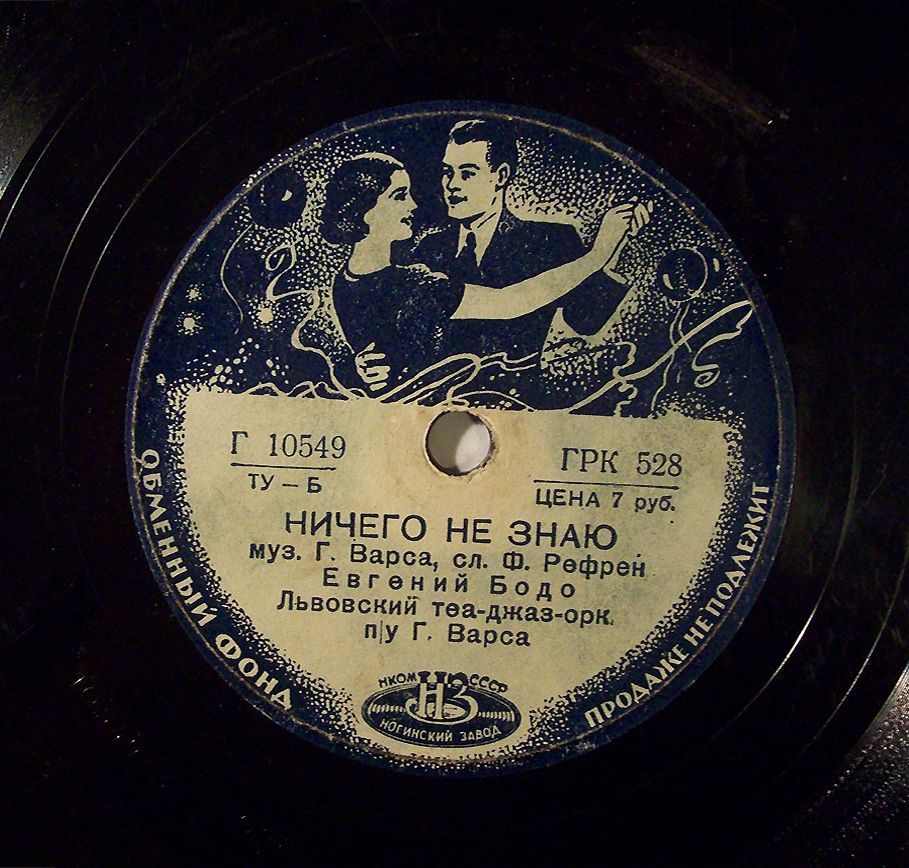 Г 10549
ТУ – Б
ГРК 528
ЦЕНА 7 руб.
НИЧЕГО НЕ ЗНАЮ
муз. Г. Варса, сл. Ф. Рефрен
Евгений Бодо
Львовский теа-джаз-орк.
п/у Г. Варса
ОБМЕННЫЙ ФОНД
ПРОДАЖЕ НЕ ПОДЛЕЖИТ
НКОМ СССР
НЗ
НОГИНСКИЙ ЗАВОД